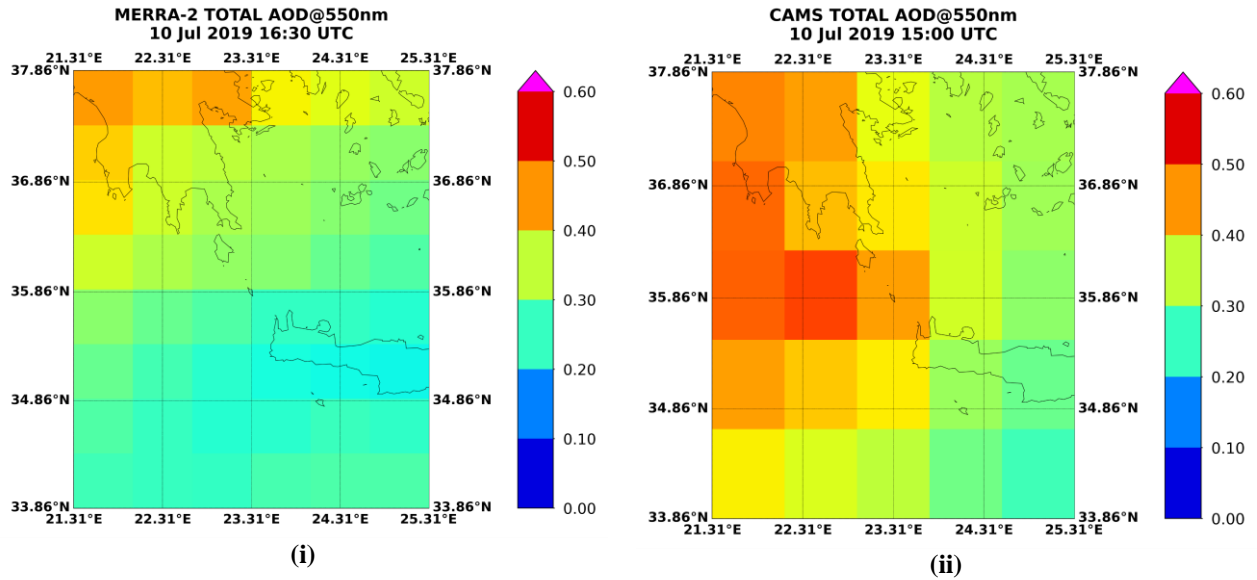 MERRA-2 TOTAL AOD@550nm
10 Jul 2019 16:30 UTC
21.31°E 22.31°E 23.31°E 24.31°E 25.31°E
37.86°N 37.86°N
36.86°N 36.86°N
35.86°N 35.86°N
34.86°N 34.86°N
33.86°N 33.86°N
21.31°E 22.31°E 23.31°E 24.31°E 25.31°E
0.60
0.50
0.40
0.30
0.20
0.10
0.00
(i)
CAMS TOTAL AOD@550nm
10 Jul 2019 15:00 UTC
21.31°E 22.31°E 23.31°E 24.31°E 25.31°E
37.86°N 37.86°N
36.86°N 36.86°N
35.86°N 35.86°N
34.86°N 34.86°N
33.86°N 33.86°N
21.31°E 22.31°E 23.31°E 24.31°E 25.31°E
0.60
0.50
0.40
0.30
0.20
0.10
0.00
(ii)